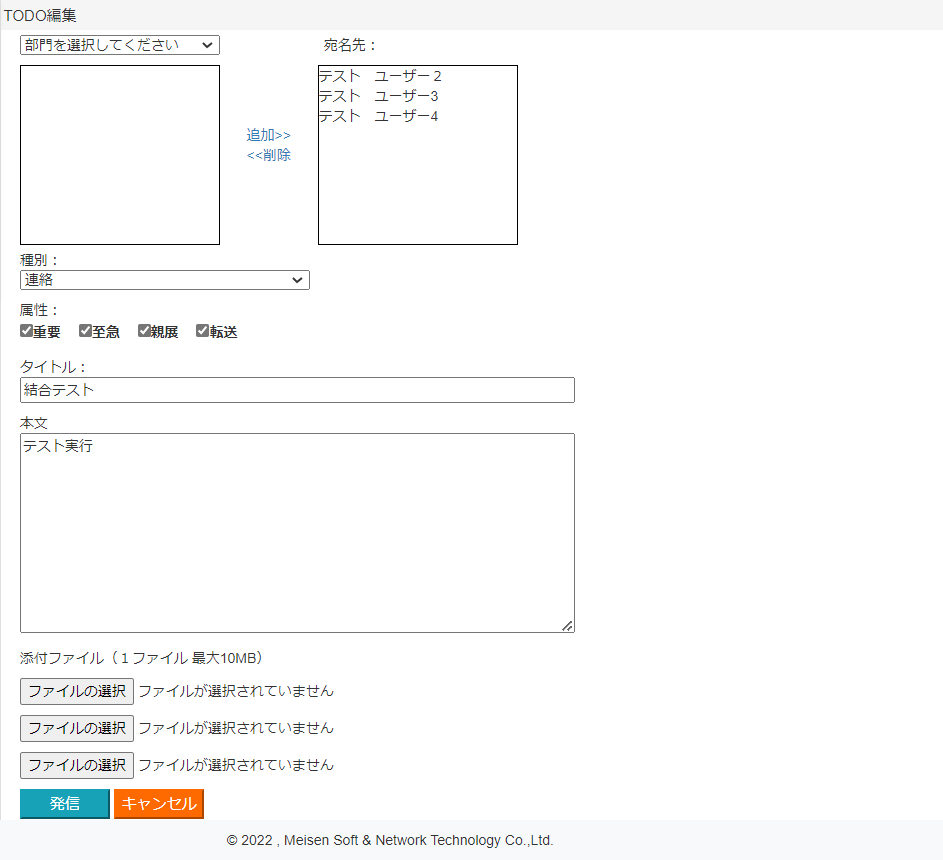 TODO編集
部門を選択してください 宛名先：
テスト　ユーザー２
テスト　ユーザー3
テスト　ユーザー4
追加>>
<<削除
種別：
連絡
属性：
重要 至急 親展 転送
タイトル：
結合テスト
本文
テスト実行
添付ファイル（１ファイル 最大10MB）
ファイルの選択 ファイルが選択されていません
ファイルの選択 ファイルが選択されていません
ファイルの選択 ファイルが選択されていません
発信 キャンセル
© 2022 , Meisen Soft & Network Technology Co.,Ltd.